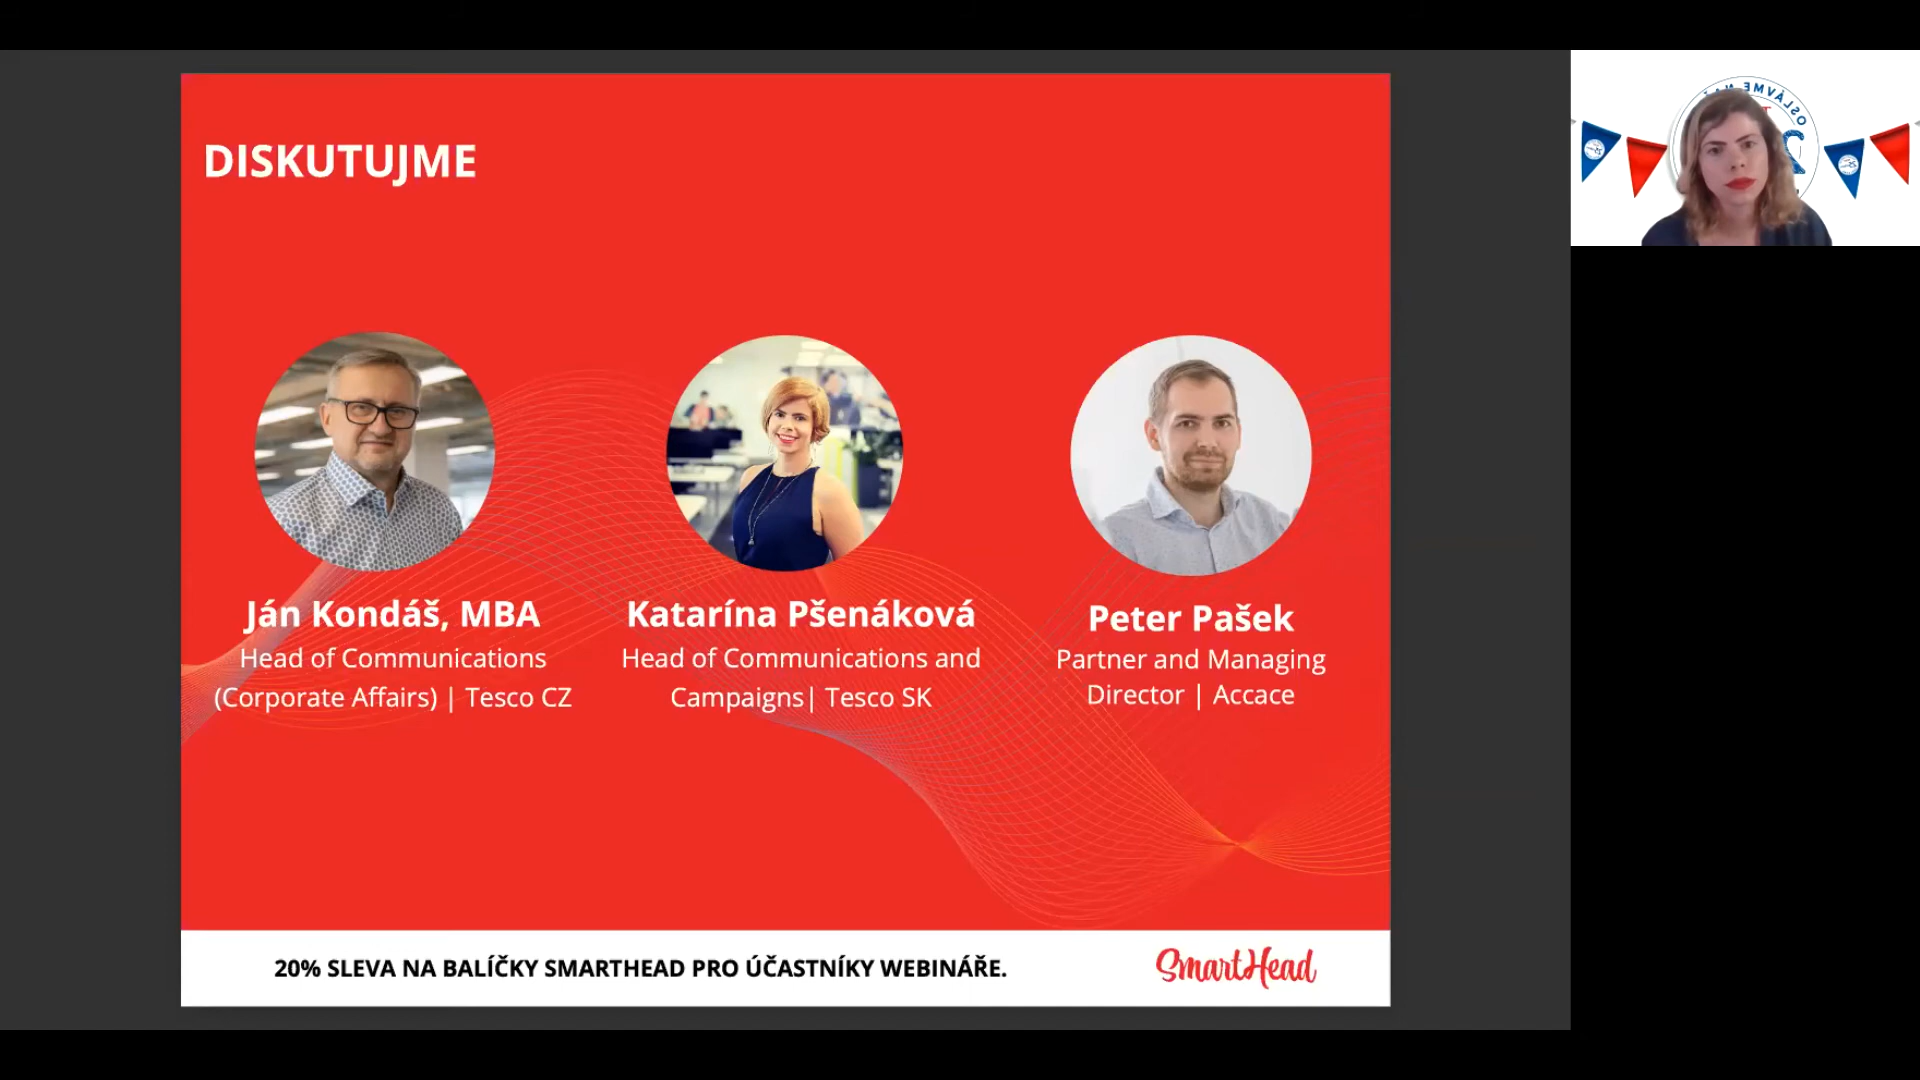 DISKUTUJME
Ján Kondáš, MBA
Head of Communications
(Corporate Affairs) | Tesco CZ
Katarína Pšenáková
Head of Communications and
Campaigns| Tesco SK
Peter Pašek
Partner and Managing
Director | Accace
20% SLEVA NA BALÍČKY SMARTHEAD PRO ÚČASTNÍKY WEBINÁŘE.
SmartHead